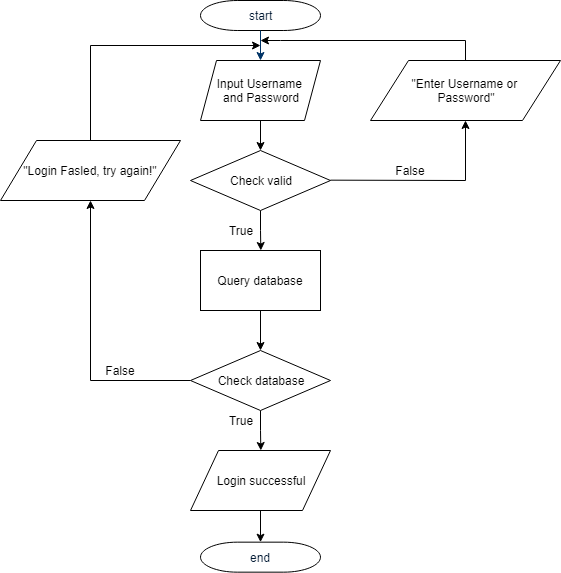 start
Input Username
and Password
"Enter Username or
Password"
"Login Fasled, try again!"
Check valid
False
True
Query database
False
Check database
True
Login successful
end